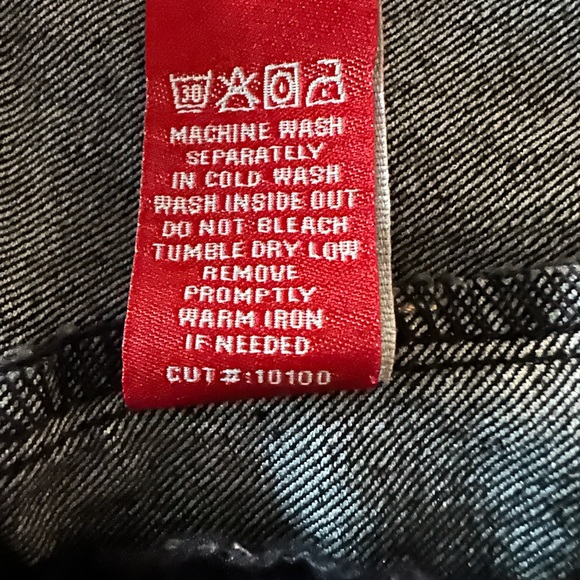 30
MACHINE WASH
SEPARATELY
IN COLD WASH
WASH INSIDE OUT
DO NOT BLEACH
TUMBLE DRY LOW
REMOVE
PROMPTLY
WARM IRON
IF NEEDED
CUT #:10100